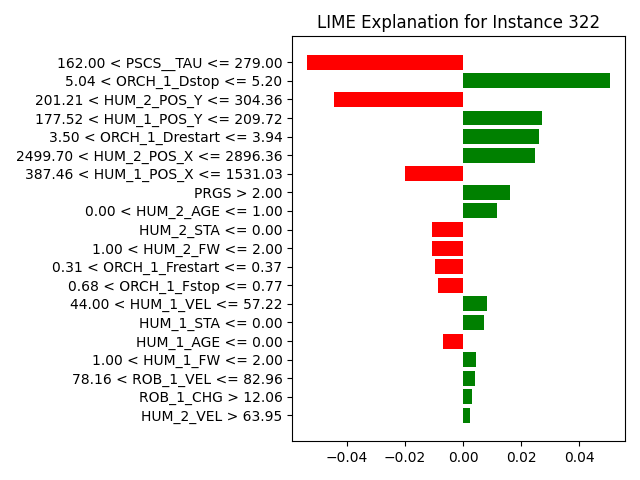 LIME Explanation for Instance 322
162.00 < PSCS__TAU <= 279.00
5.04 < ORCH_1_Dstop <= 5.20
201.21 < HUM_2_POS_Y <= 304.36
177.52 < HUM_1_POS_Y <= 209.72
3.50 < ORCH_1_Drestart <= 3.94
2499.70 < HUM_2_POS_X <= 2896.36
387.46 < HUM_1_POS_X <= 1531.03
PRGS > 2.00
0.00 < HUM_2_AGE <= 1.00
HUM_2_STA <= 0.00
1.00 < HUM_2_FW <= 2.00
0.31 < ORCH_1_Frestart <= 0.37
0.68 < ORCH_1_Fstop <= 0.77
44.00 < HUM_1_VEL <= 57.22
HUM_1_STA <= 0.00
HUM_1_AGE <= 0.00
1.00 < HUM_1_FW <= 2.00
78.16 < ROB_1_VEL <= 82.96
ROB_1_CHG > 12.06
HUM_2_VEL > 63.95
−0.04 −0.02 0.00 0.02 0.04